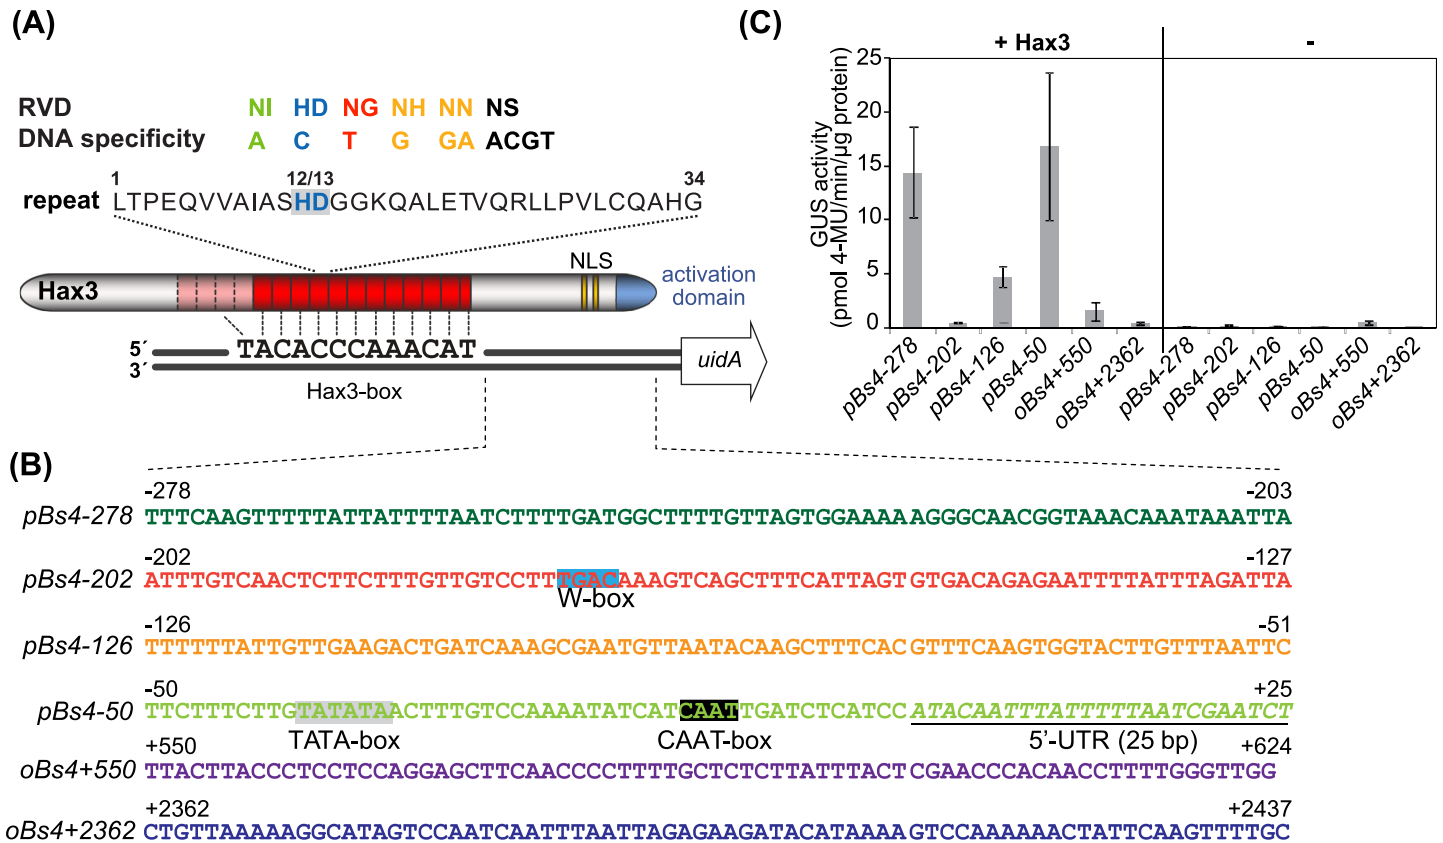 (A)
RVD NI HD NG NH NN NS
DNA specificity A C T G GA ACGT
1 12/13 34
repeat LTPEQVVAIASHDGGKQALETVQRLLPVLCQAHG
NLS
Hax3
activation
domain
TACACCCAAACAT
5´
3´
uidA
Hax3-box
(C)
+ Hax3 -
GUS activity
(pmol 4-MU/min/µg protein)
25
20
15
10
5
0
pBs4-278 pBs4-202 pBs4-126 pBs4-50 oBs4+550 oBs4+2362 pBs4-278 pBs4-202 pBs4-126 pBs4-50 oBs4+550 oBs4+2362
(B)
-278 -203
pBs4-278 TTTCAAGTTTTTATTATTTTAATCTTTTGATGGCTTTTGTTAGTGGAAAAAGGGCAACGGTAAACAAATAAATTA
-202 -127
pBs4-202 ATTTGTCAACTCTTCTTTGTTGTCCTTTGACAAAGTCAGCTTTCATTAGTGTGACAGAGAATTTTATTTAGATTA
W-box
-126 -51
pBs4-126 TTTTTTATTGTTGAAGACTGATCAAAGCGAATGTTAATACAAGCTTTCACGTTTCAAGTGGTACTTGTTTAATTC
-50 +25
pBs4-50 TTCTTTCTTGTATATAACTTTGTCCAAAATATCATCAATTGATCTCATCCATACAATTTATTTTTAATCGAATCT
TATA-box CAAT-box 5’-UTR (25 bp)
+550 +624
oBs4+550 TTACTTACCCTCCTCCAGGAGCTTCAACCCCTTTTGCTCTCTTATTTACTCGAACCCACAACCTTTTGGGTTGG
+2362 +2437
oBs4+2362 CTGTTAAAAAGGCATAGTCCAATCAATTTAATTAGAGAAGATACATAAAAGTCCAAAAAACTATTCAAGTTTTGC